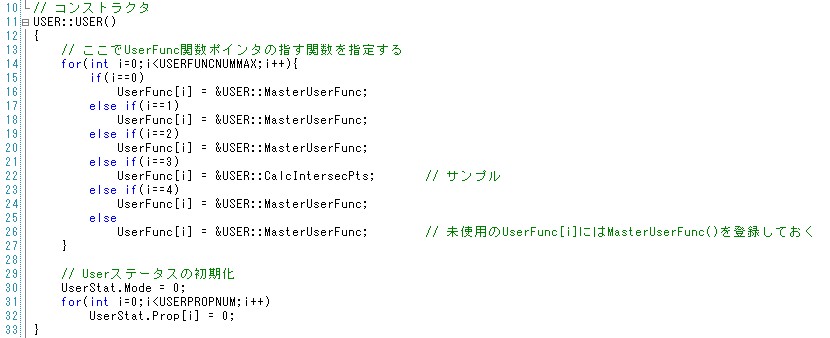 10 // コンストラクタ
11 USER::USER()
12 {
13     // ここでUserFunc関数ポインタの指す関数を指定する
14     for(int i=0;i<USERFUNCNUMMAX;i++){
15         if(i==0)
16             UserFunc[i] = &USER::MasterUserFunc;
17         else if(i==1)
18             UserFunc[i] = &USER::MasterUserFunc;
19         else if(i==2)
20             UserFunc[i] = &USER::MasterUserFunc;
21         else if(i==3)
22             UserFunc[i] = &USER::CalcIntersecPts;       // サンプル
23         else if(i==4)
24             UserFunc[i] = &USER::MasterUserFunc;
25         else
26             UserFunc[i] = &USER::MasterUserFunc;        // 未使用のUserFunc[i]にはMasterUserFunc()を登録しておく
27     }
28
29     // Userステータスの初期化
30     UserStat.Mode = 0;
31     for(int i=0;i<USERPROPNUM;i++)
32         UserStat.Prop[i] = 0;
33 }